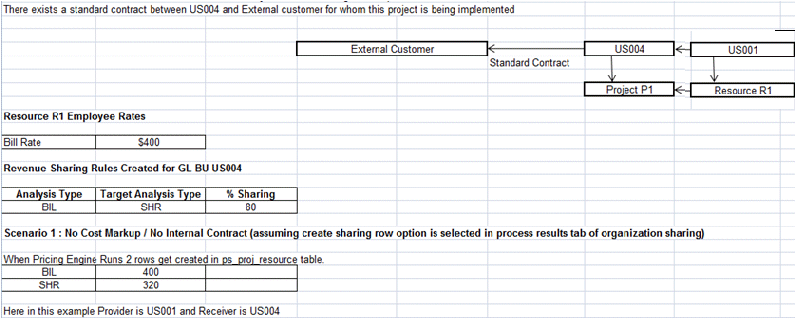 There exists a standard contract between US004 and External customer for whom this project is being implemented
External Customer US004 US001
Standard Contract
Project P1 Resource R1
Resource R1 Employee Rates
Bill Rate $400
Revenue Sharing Rules Created for GL BU US004
Analysis Type Target Analysis Type % Sharing
BIL SHR 80
Scenario 1 : No Cost Markup / No Internal Contract (assuming create sharing row option is selected in process results tab of organization sharing)
When Pricing Engine Runs 2 rows get created in ps_proj_resource table.
BIL 400
SHR 320
Here in this example Provider is US001 and Receiver is US004